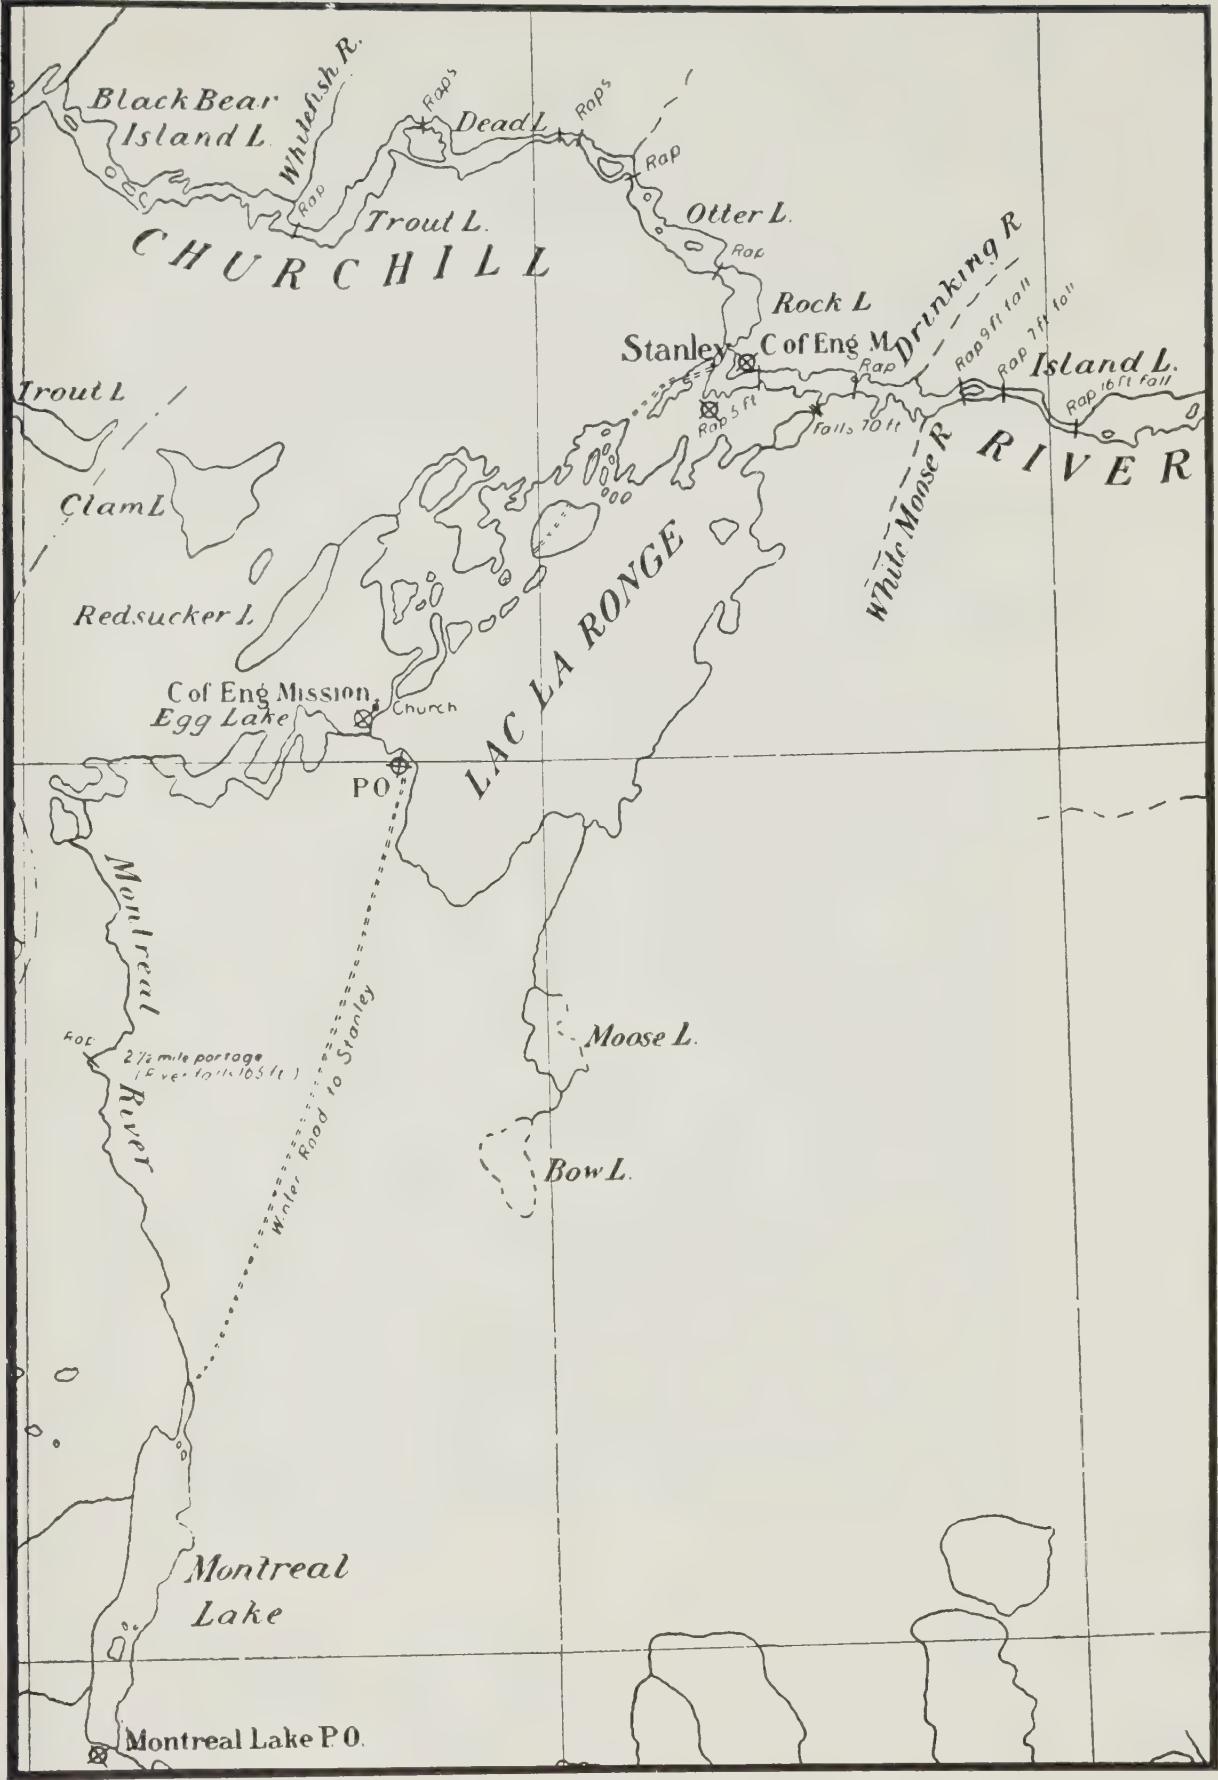 Black Bear
Island L.
Whitefish R.
Raps
Dead L
Raps
Rap
Rap
Trout L.
Otter L.
Rap
CHURCHILL
Rock L
Drinking R
Stanley
C of Eng M.
Rap
Rap 9 ft fall
Rap 7 ft fall
Island L.
Rap 16 ft fall
Trout L
Rap 5 ft
Falls 70 ft
RIVER
White Moose R
Clam L
LAC LA RONGE
Redsucker L
C of Eng Mission
Egg Lake
Church
P O
Montreal
River
2½ mile portage
Winter Road to Stanley
Moose L.
Bow L.
Montreal
Lake
Montreal Lake P.O.